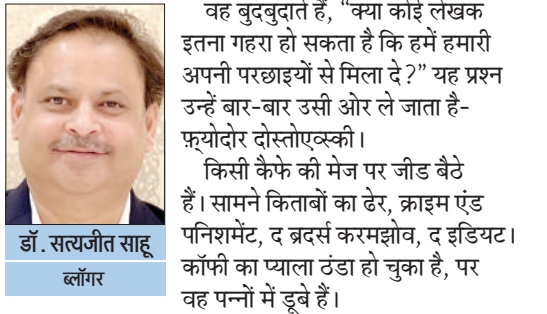 वह बुदबुदाते हैं, “क्या कोई लेखक
इतना गहरा हो सकता है कि हमें हमारी
अपनी परछाइयों से मिला दे?” यह प्रश्न
उन्हें बार-बार उसी ओर ले जाता है-
फ़्योदोर दोस्तोएव्स्की।
किसी कैफे की मेज पर जीड बैठे
हैं। सामने किताबों का ढेर, क्राइम एंड
पनिशमेंट, द ब्रदर्स करमझोव, द इडियट।
कॉफी का प्याला ठंडा हो चुका है, पर
वह पन्नों में डूबे हैं।
डॉ. सत्यजीत साहू
ब्लॉगर